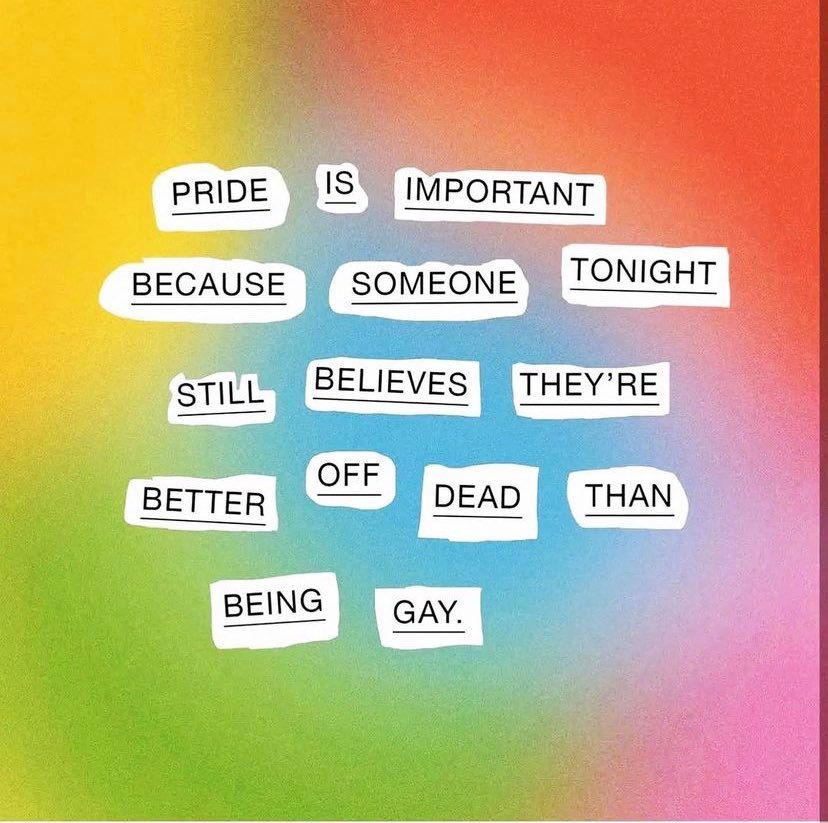 PRIDE IS IMPORTANT
BECAUSE SOMEONE TONIGHT
STILL BELIEVES THEY'RE
BETTER OFF DEAD THAN
BEING GAY.